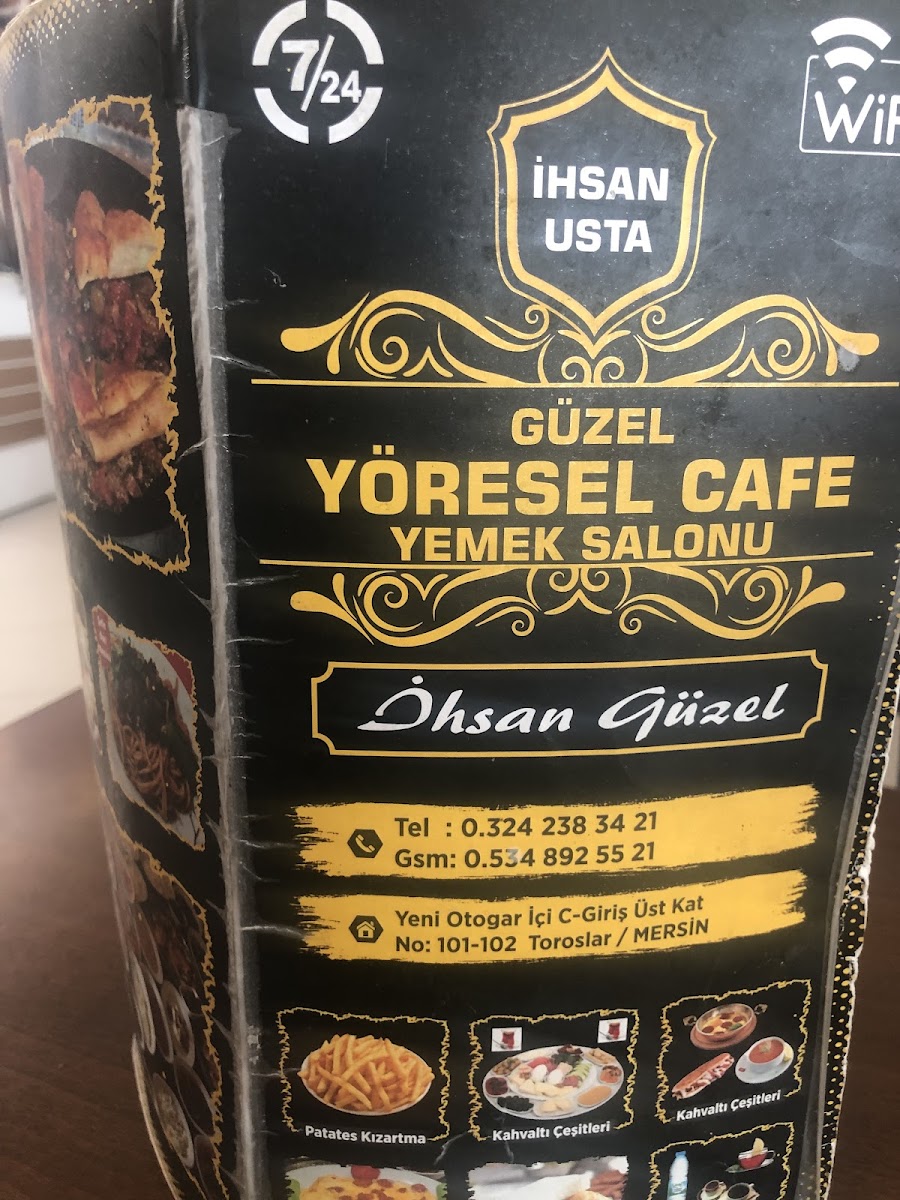 7/24
WiF
İHSAN
USTA
GÜZEL
YÖRESEL CAFE
YEMEK SALONU
İhsan Güzel
Tel : 0.324 238 34 21
Gsm: 0.534 892 55 21
Yeni Otogar İçi C-Giriş Üst Kat
No: 101-102 Toroslar / MERSİN
Patates Kızartma
Kahvaltı Çeşitleri
Kahvaltı Çeşitleri